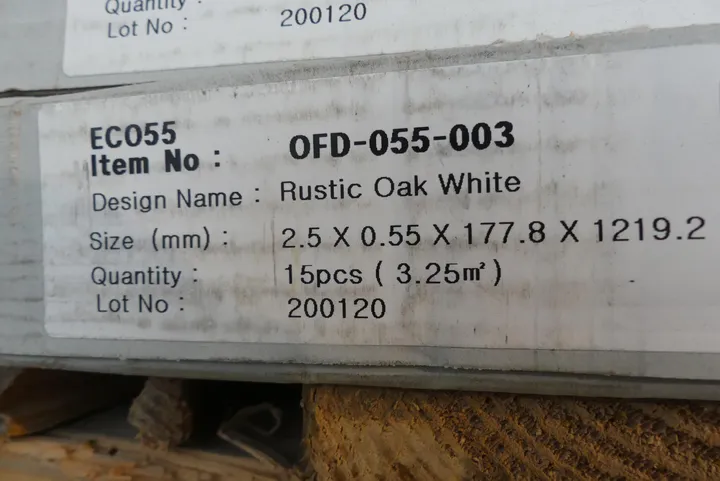 Quantity :
Lot No : 200120
ECO55
Item No : OFD-055-003
Design Name : Rustic Oak White
Size (mm) : 2.5 X 0.55 X 177.8 X 1219.2
Quantity : 15pcs ( 3.25㎡ )
Lot No : 200120